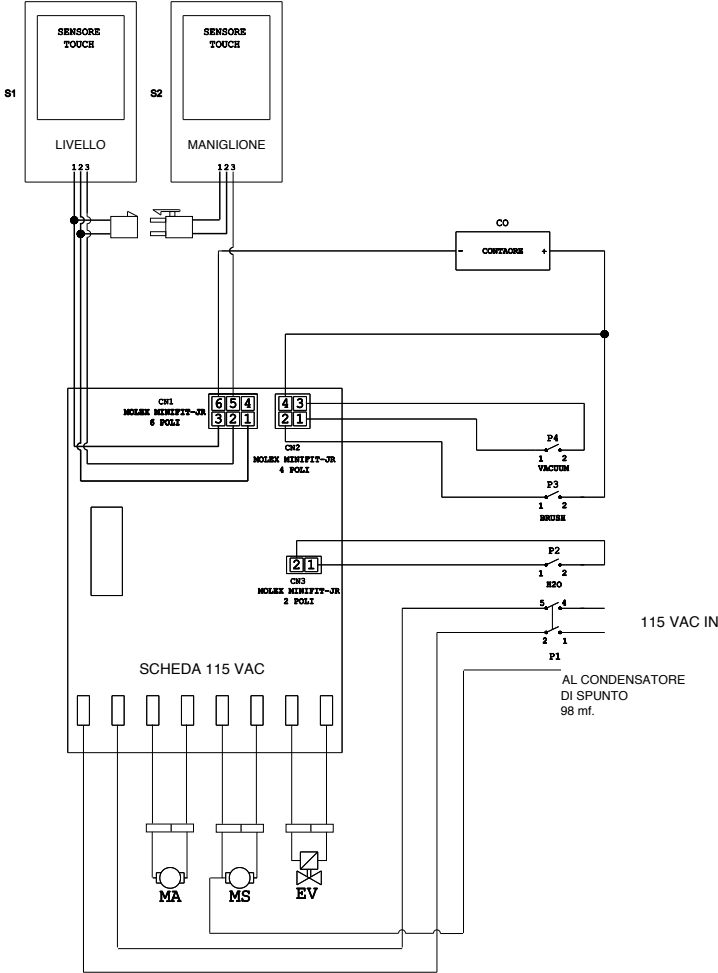 SENSORE
TOUCH
SENSORE
TOUCH
S1
S2
LIVELLO
MANIGLIONE
1 2 3
1 2 3
CO
- CONTAORE +
CN1
MOLEX MINIFIT-JR
6 POLI
6 5 4
3 2 1
4 3
2 1
CN2
MOLEX MINIFIT-JR
4 POLI
P4
1 2
VACUUM
P3
1 2
BRUSH
2 1
CN3
MOLEX MINIFIT-JR
2 POLI
P2
1 2
H2O
5 4
2 1
P1
115 VAC IN
SCHEDA 115 VAC
AL CONDENSATORE
DI SPUNTO
98 mf.
MA
MS
EV